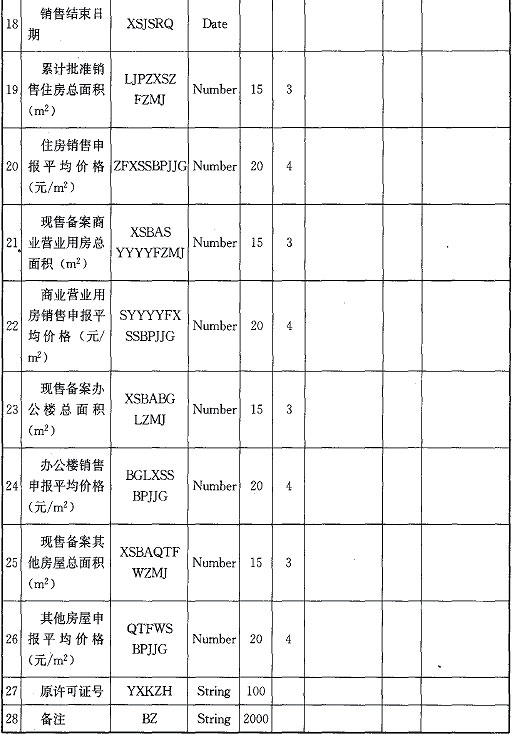 18 销售结束日期 XSJSRQ Date
19 累计批准销售住房总面积（m²） LJPZXSZFZMJ Number 15 3
20 住房销售申报平均价格（元/m²） ZFXSSBPJJG Number 20 4
21 现售备案商业营业用房总面积（m²） XSBASYYYYFZMJ Number 15 3
22 商业营业用房销售申报平均价格（元/m²） SYYYYFXSSBPJJG Number 20 4
23 现售备案办公楼总面积（m²） XSBABGLZMJ Number 15 3
24 办公楼销售申报平均价格（元/m²） BGLXSSBPJJG Number 20 4
25 现售备案其他房屋总面积（m²） XSBAQTFWZMJ Number 15 3
26 其他房屋申报平均价格（元/m²） QTFWSBPJJG Number 20 4
27 原许可证号 YXKZH String 100
28 备注 BZ String 2000